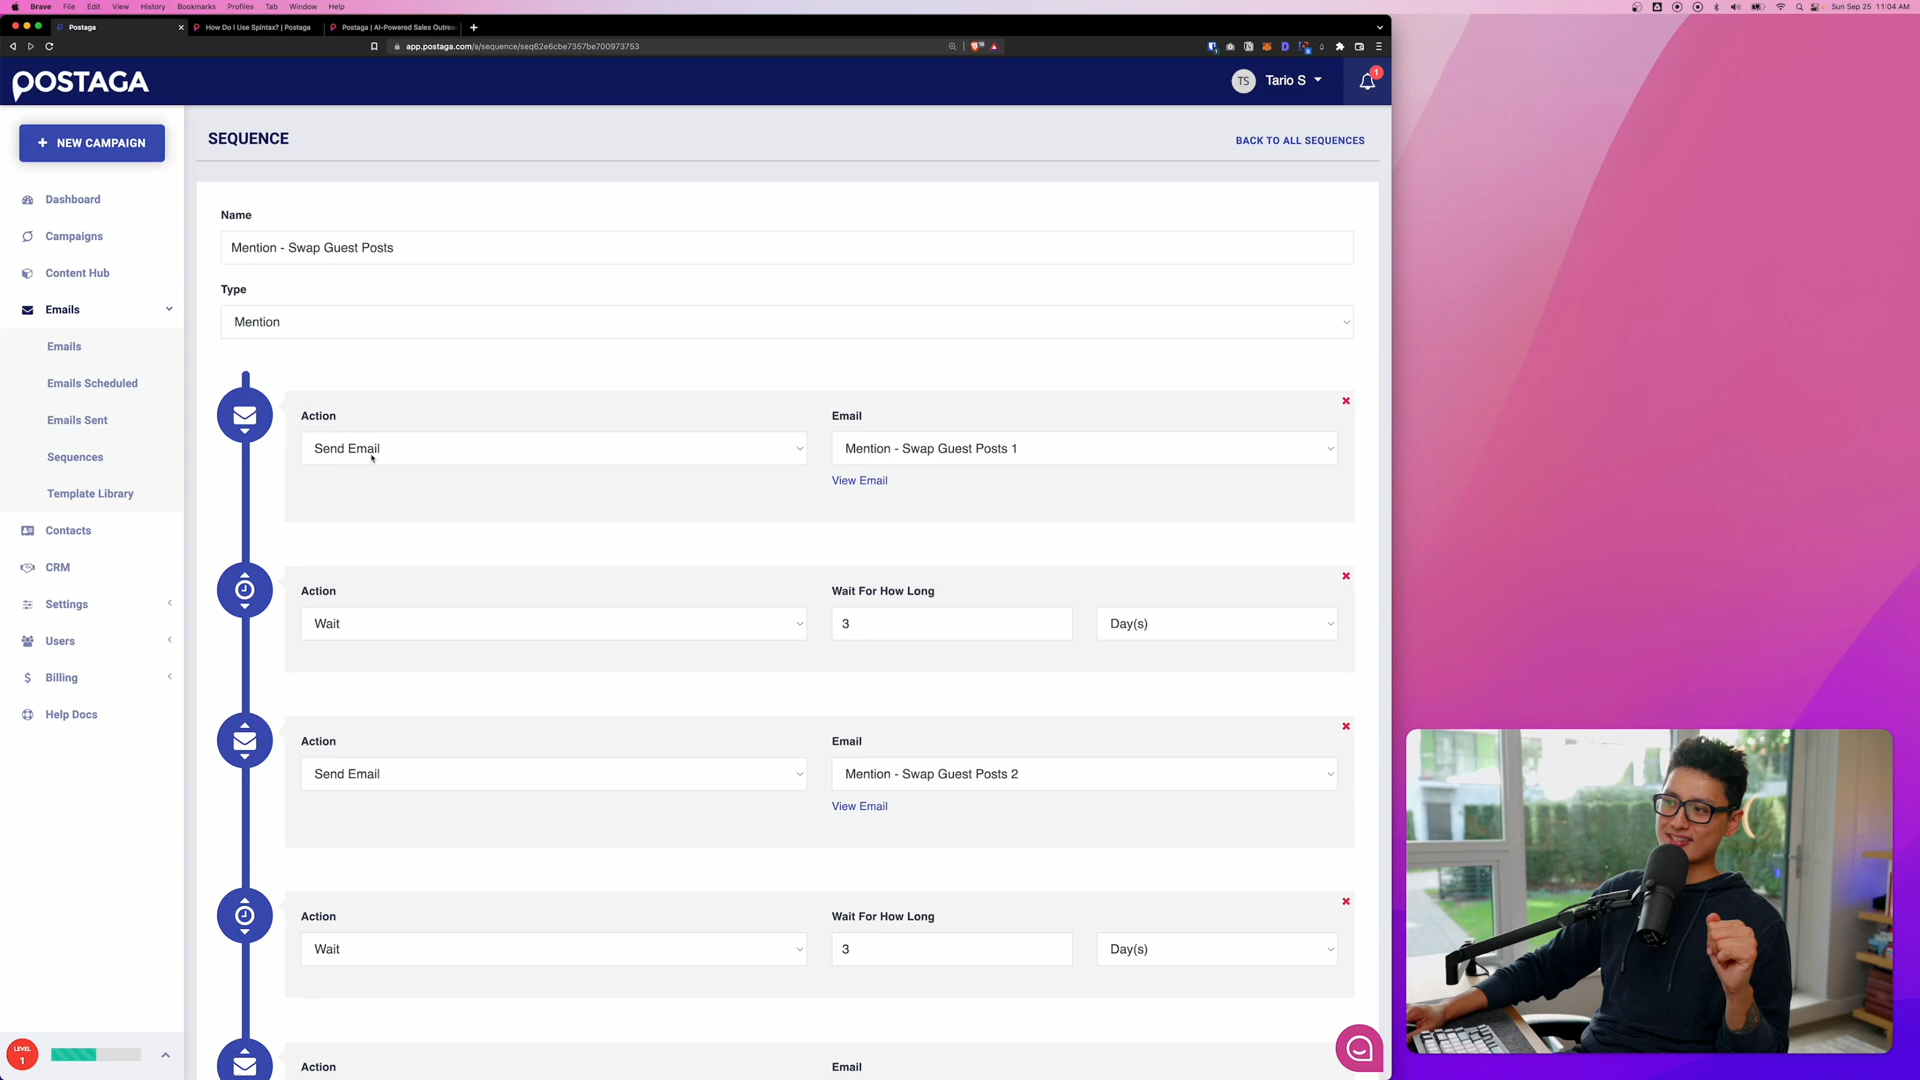 Brave File Edit View History Bookmarks Profiles Tab Window Help
Sun Sep 25 11:04 AM
Postaga
How Do I Use Spintax? | Postaga
Postaga | AI-Powered Sales Outre
app.postaga.com/a/sequence/seq62e6cbe7357be700973753
POSTAGA
TS Tario S
1
+ NEW CAMPAIGN
Dashboard
Campaigns
Content Hub
Emails
Emails
Emails Scheduled
Emails Sent
Sequences
Template Library
Contacts
CRM
Settings
Users
$ Billing
Help Docs
LEVEL
1
SEQUENCE
BACK TO ALL SEQUENCES
Name
Mention - Swap Guest Posts
Type
Mention
Action
Email
Send Email
Mention - Swap Guest Posts 1
View Email
Action
Wait For How Long
Wait
3
Day(s)
Action
Email
Send Email
Mention - Swap Guest Posts 2
View Email
Action
Wait For How Long
Wait
3
Day(s)
Action
Email